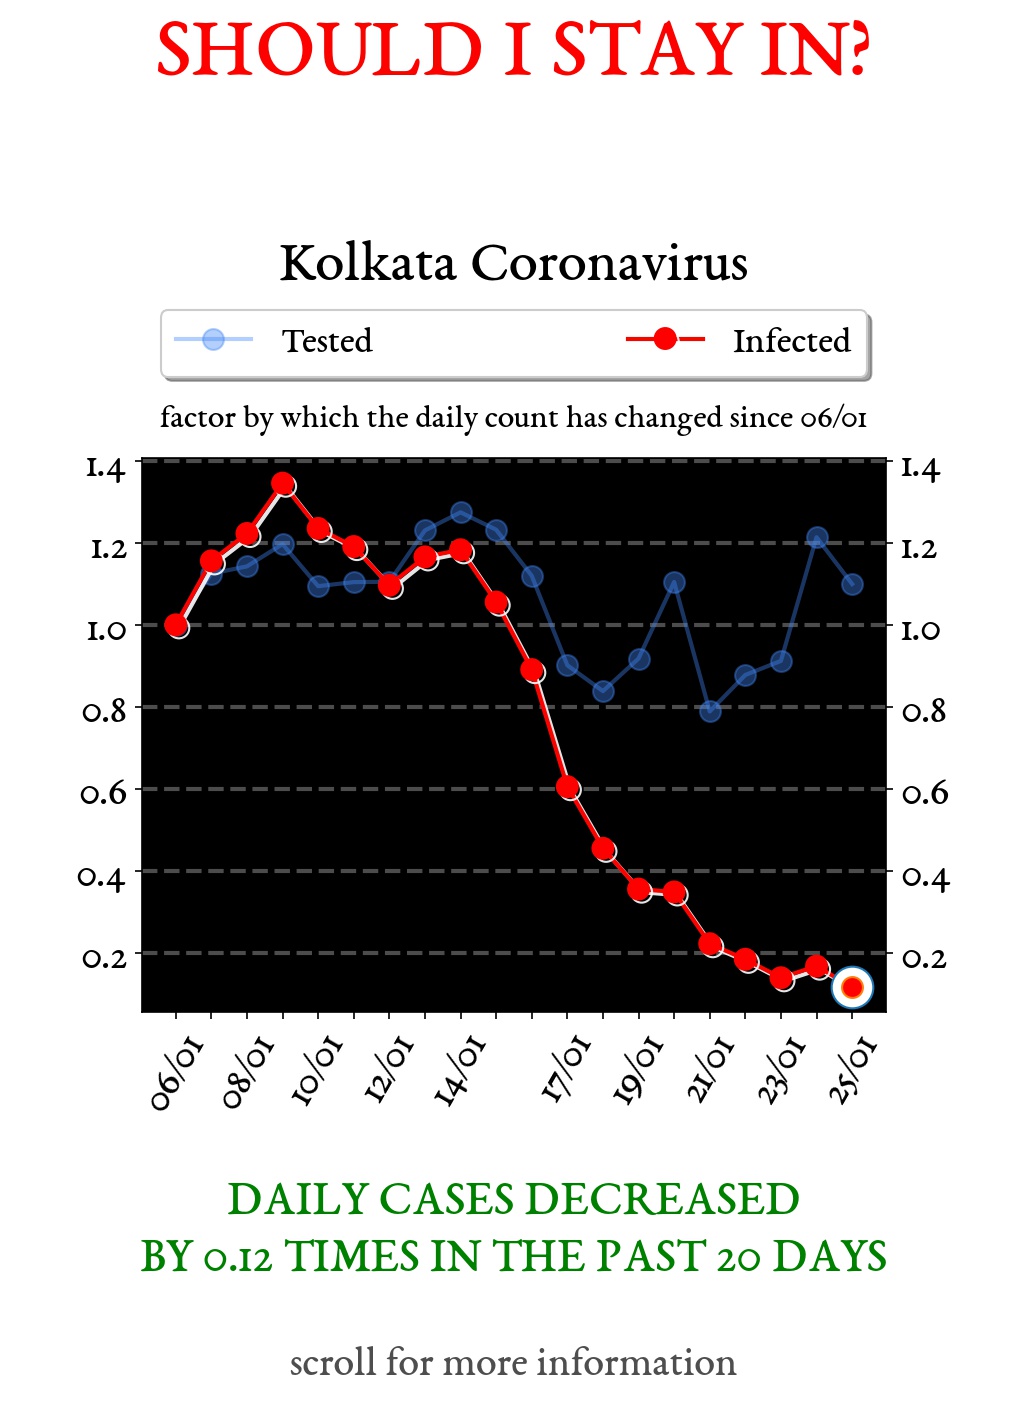 SHOULD I STAY IN?
Kolkata Coronavirus
Tested Infected
factor by which the daily count has changed since 06/01
1.4 1.4
1.2 1.2
1.0 1.0
0.8 0.8
0.6 0.6
0.4 0.4
0.2 0.2
06/01 08/01 10/01 12/01 14/01 17/01 19/01 21/01 23/01 25/01
DAILY CASES DECREASED
BY 0.12 TIMES IN THE PAST 20 DAYS
scroll for more information